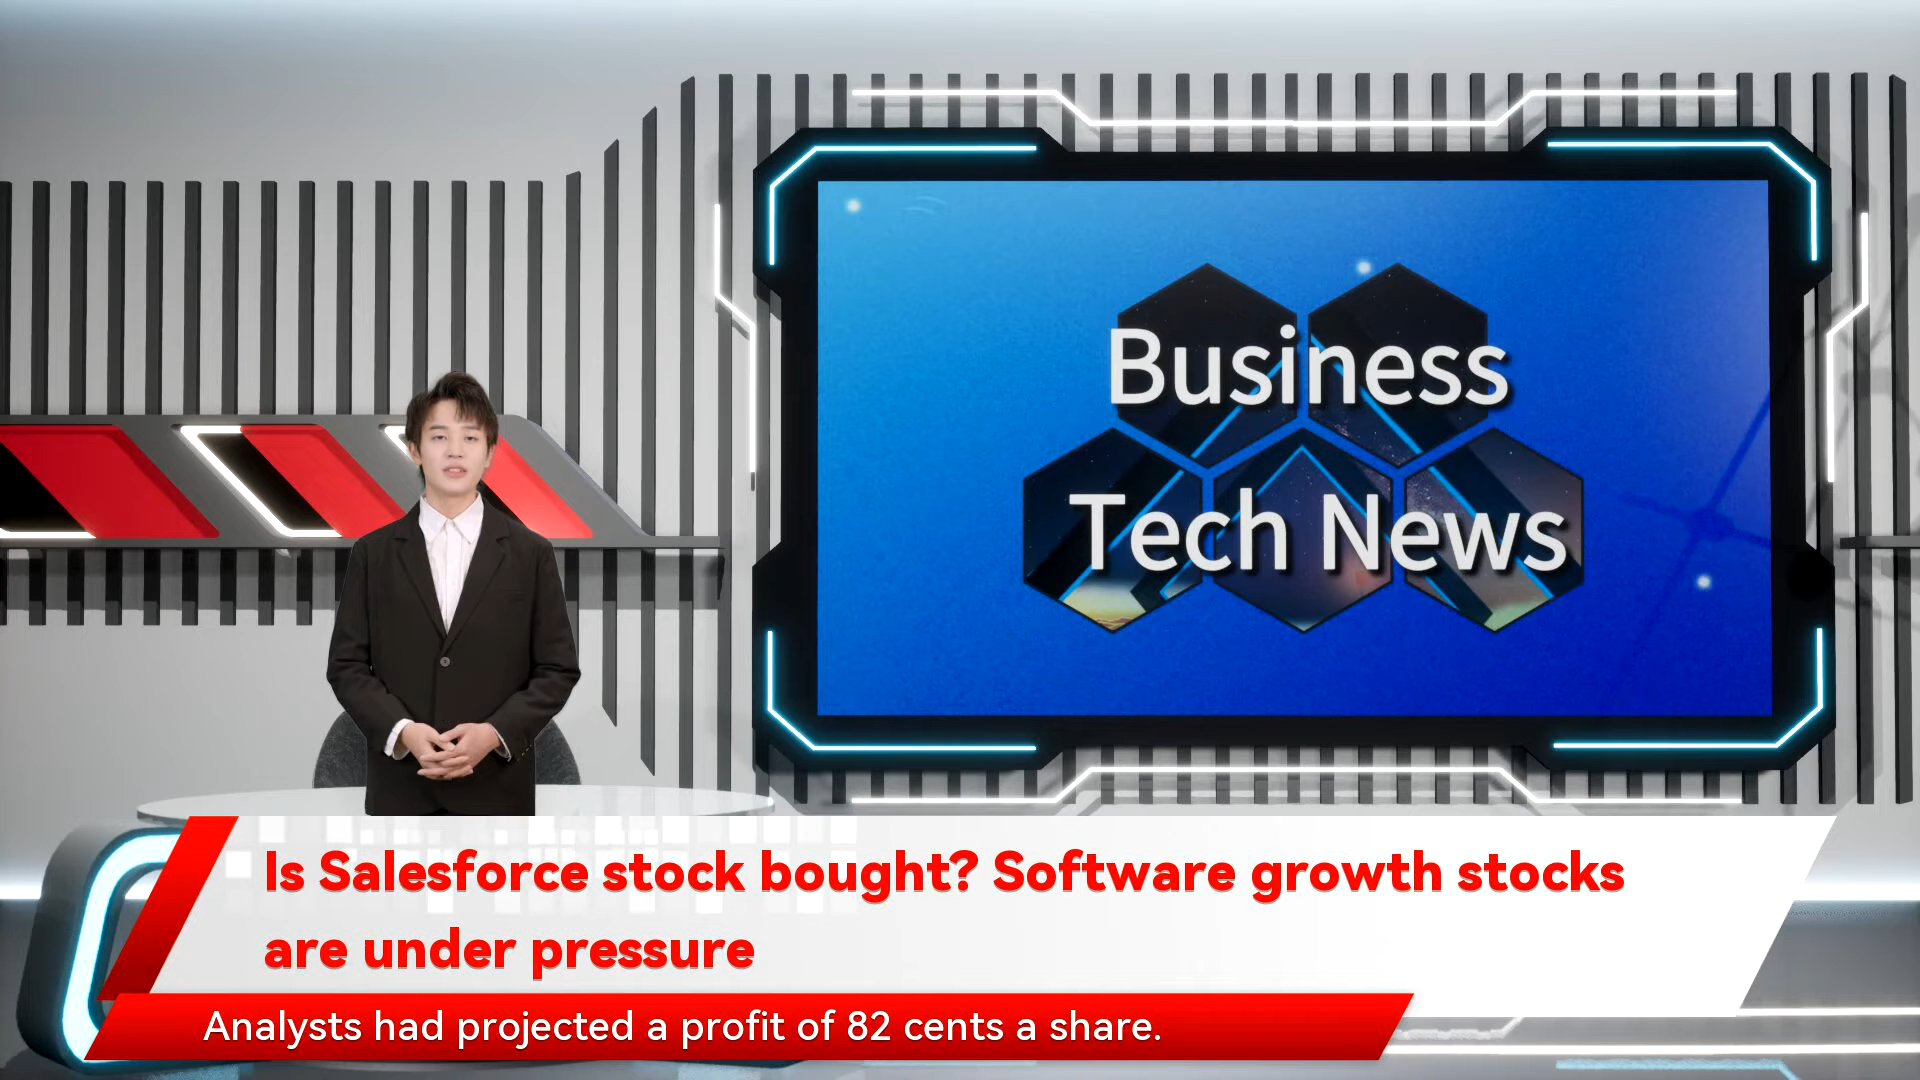 Business
Tech News
Is Salesforce stock bought? Software growth stocks
are under pressure
Analysts had projected a profit of 82 cents a share.